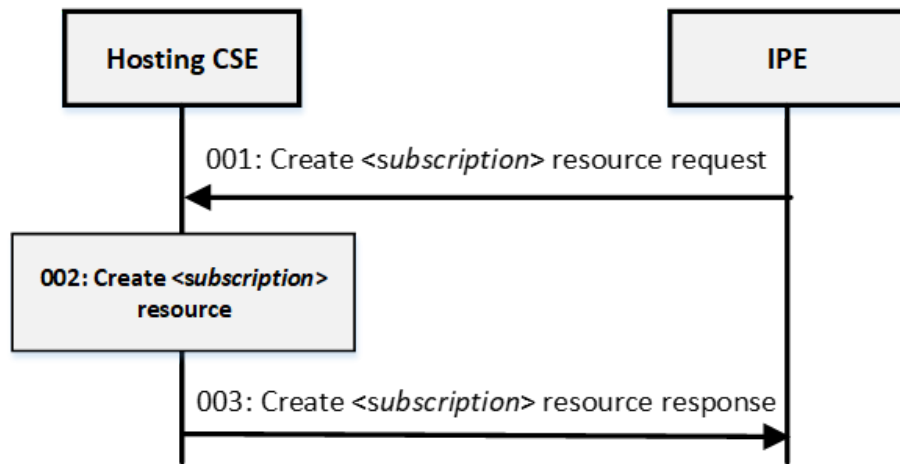 Hosting CSE
IPE
001: Create <subscription> resource request
002: Create <subscription>
resource
003: Create <subscription> resource response